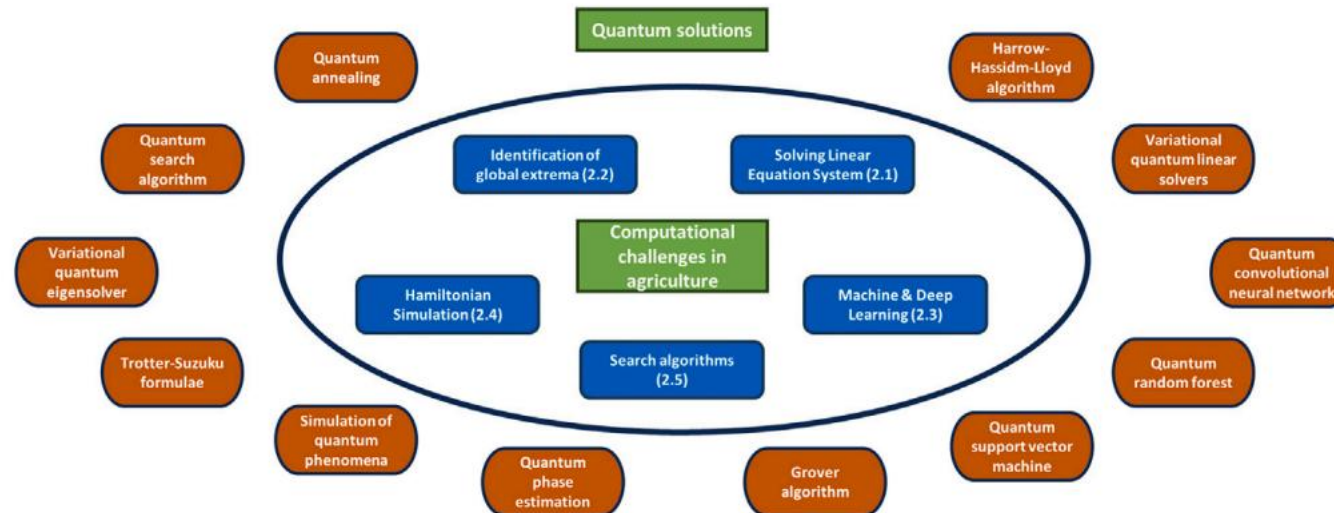 Quantum solutions
Quantum
annealing
Harrow-
Hassidm-Lloyd
algorithm
Quantum
search
algorithm
Identification of
global extrema (2.2)
Solving Linear
Equation System (2.1)
Variational
quantum linear
solvers
Variational
quantum
eigensolver
Computational
challenges in
agriculture
Quantum
convolutional
neural network
Hamiltonian
Simulation (2.4)
Machine & Deep
Learning (2.3)
Trotter-Suzuku
formulae
Search algorithms
(2.5)
Quantum
random forest
Simulation of
quantum
phenomena
Quantum
support vector
machine
Quantum
phase
estimation
Grover
algorithm